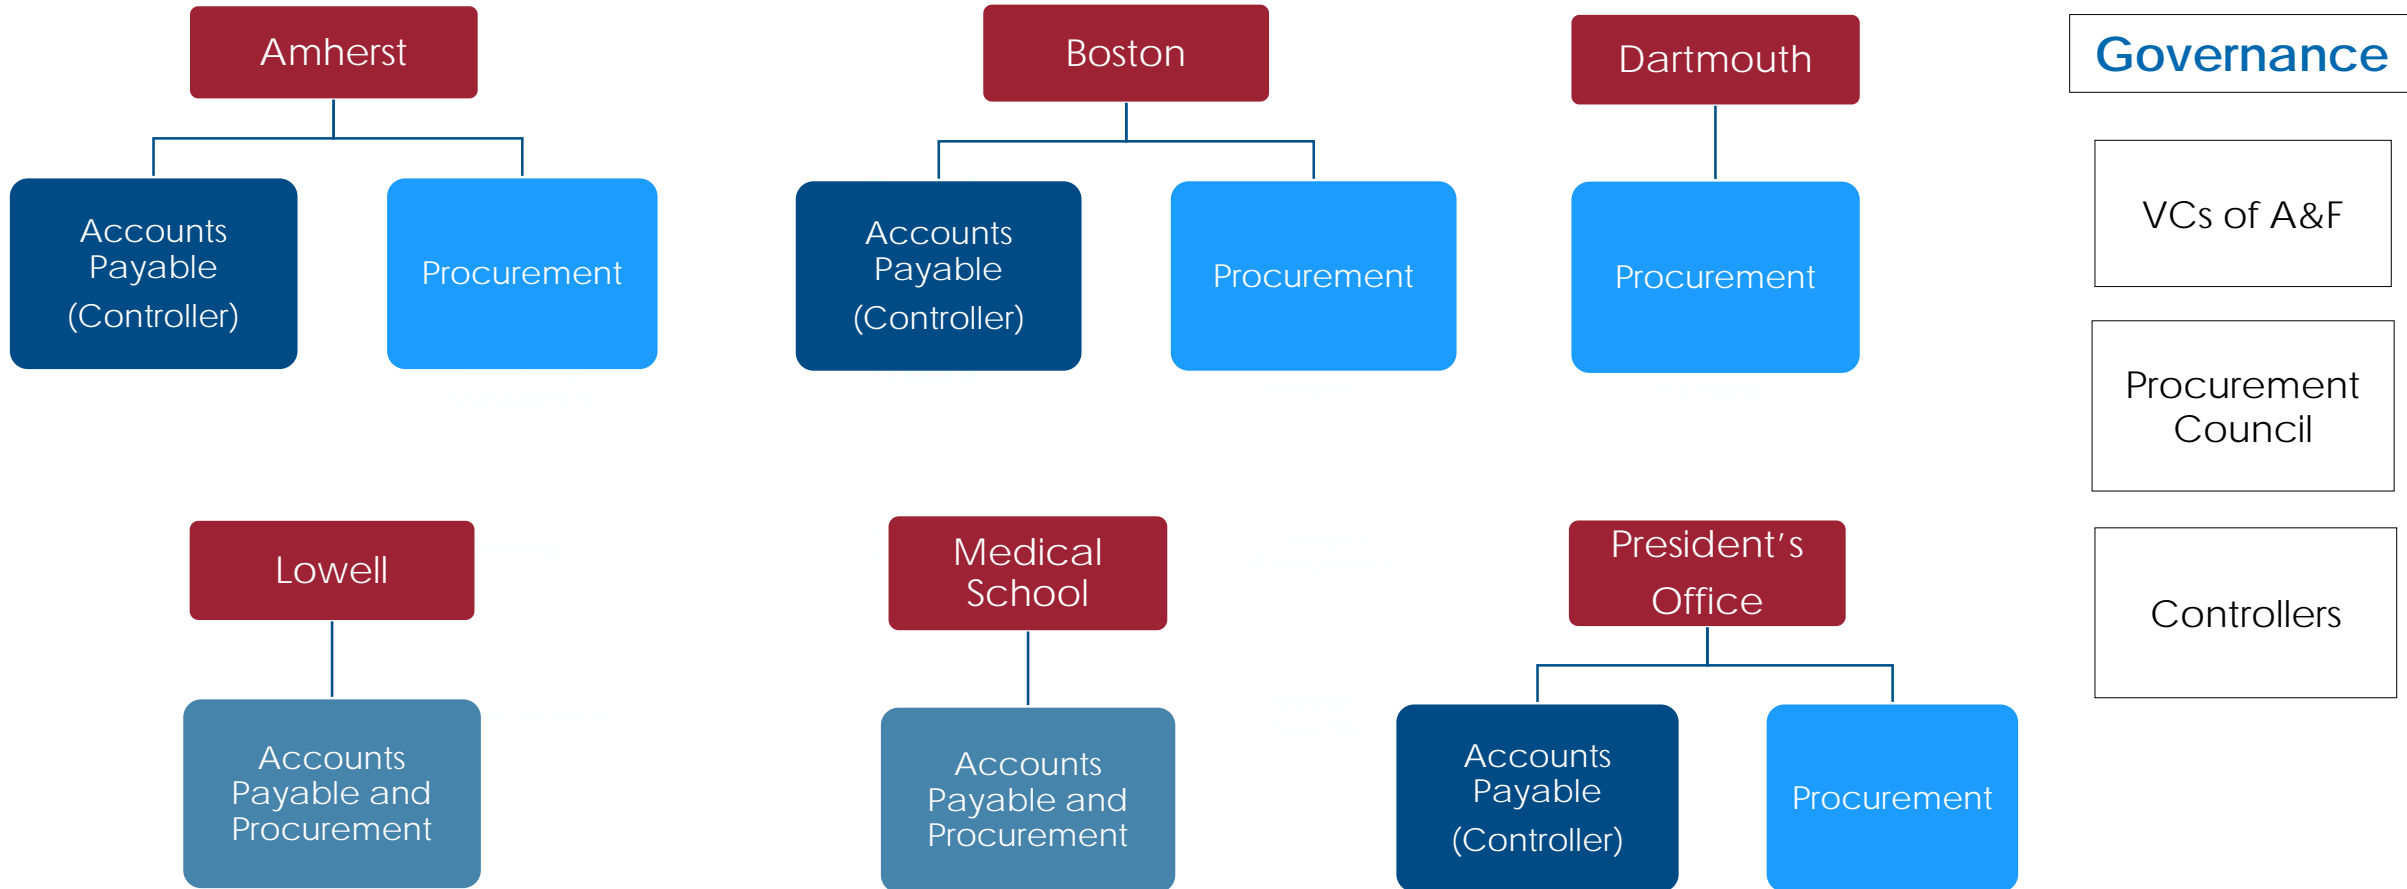 Amherst
Accounts
Payable
(Controller)
Procurement
Boston
Accounts
Payable
(Controller)
Procurement
Dartmouth
Procurement
Lowell
Accounts
Payable and
Procurement
Medical
School
Accounts
Payable and
Procurement
President’s
Office
Accounts
Payable
(Controller)
Procurement
Governance
VCs of A&F
Procurement
Council
Controllers